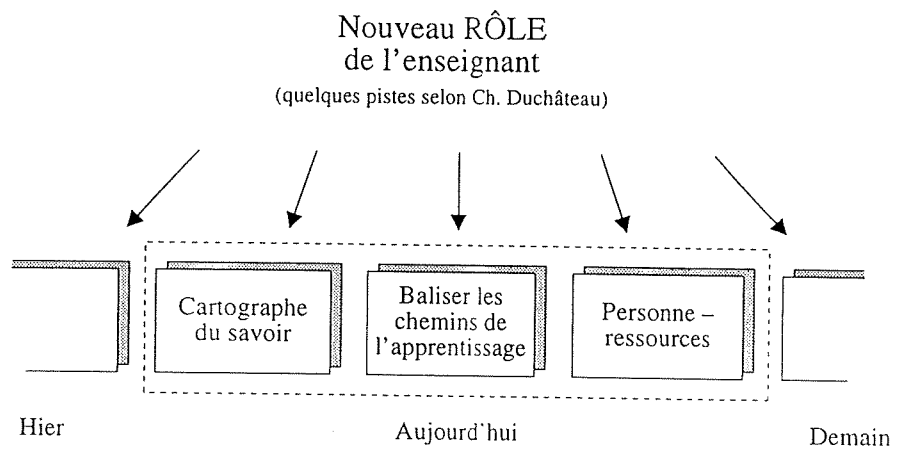 Nouveau RÔLE
de l'enseignant
(quelques pistes selon Ch. Duchâteau)
Cartographe
du savoir
Baliser les
chemins de
l'apprentissage
Personne –
ressources
Hier
Aujourd'hui
Demain